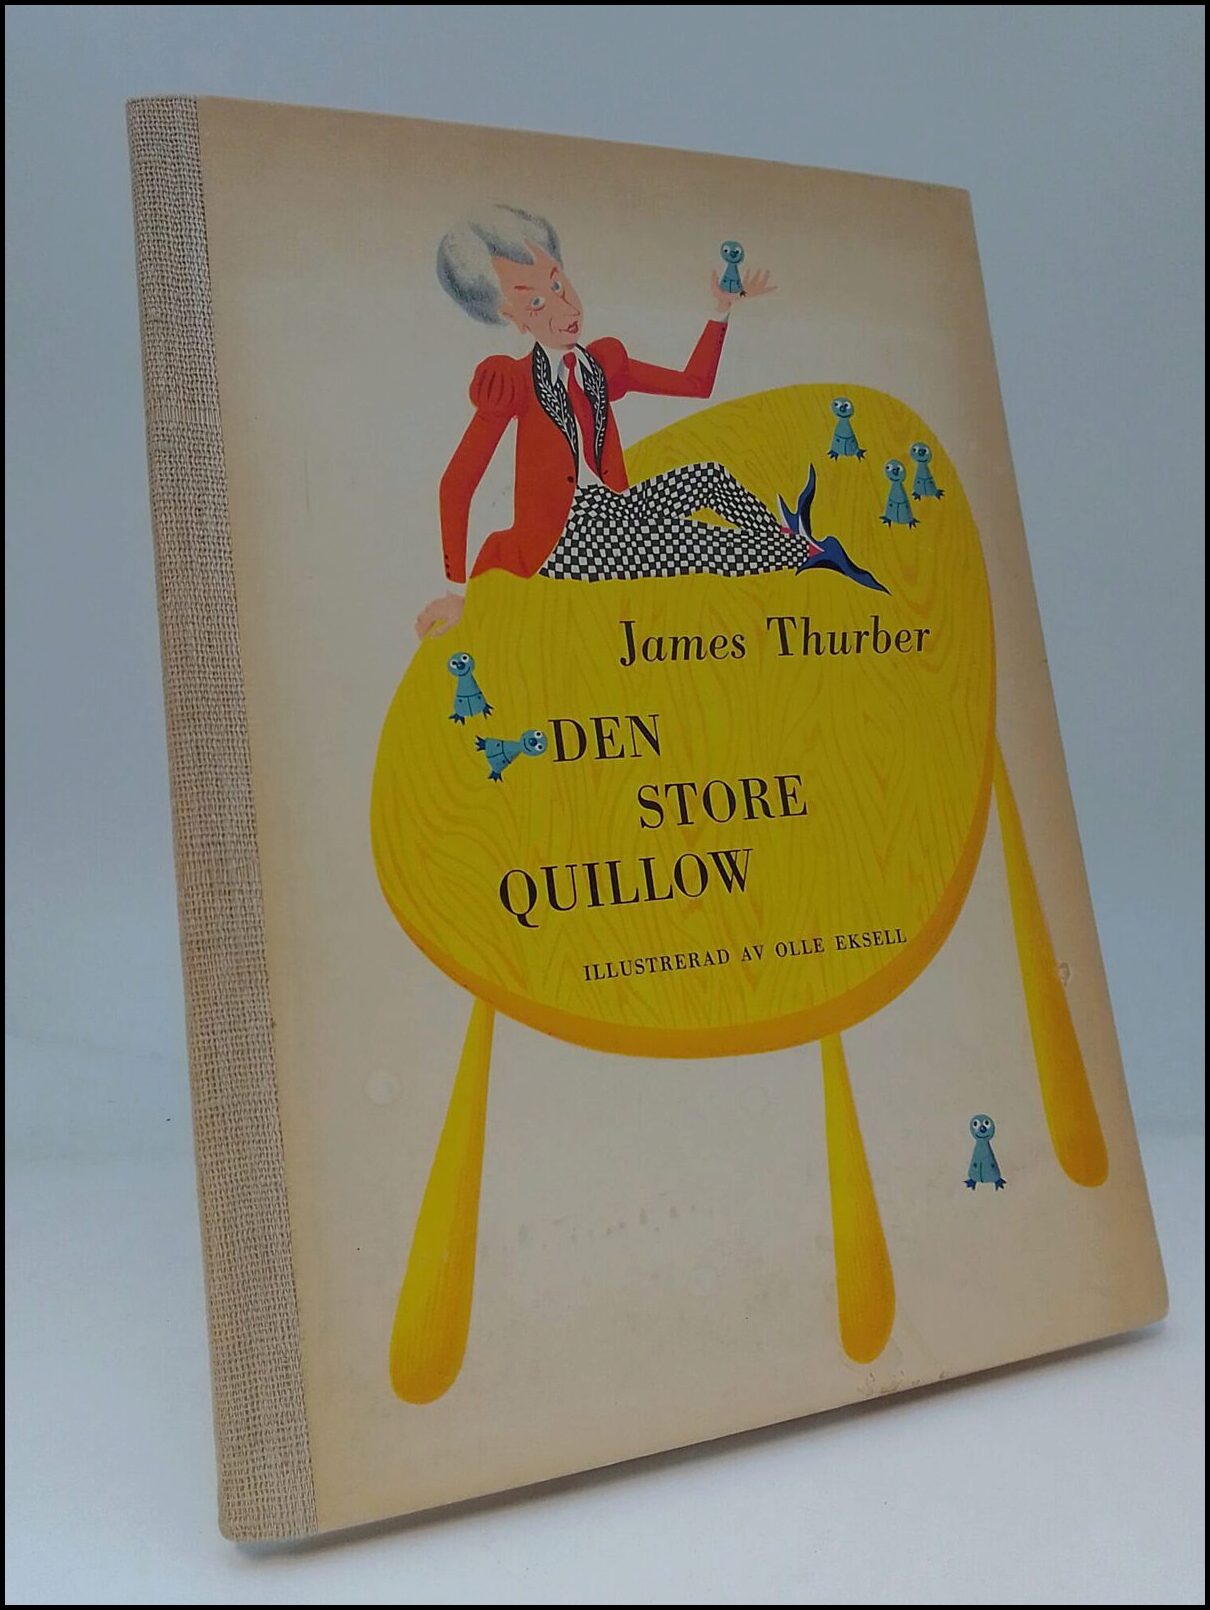 James Thurber
DEN
STORE
QUILLOW
ILLUSTRERAD AV OLLE EKSELL